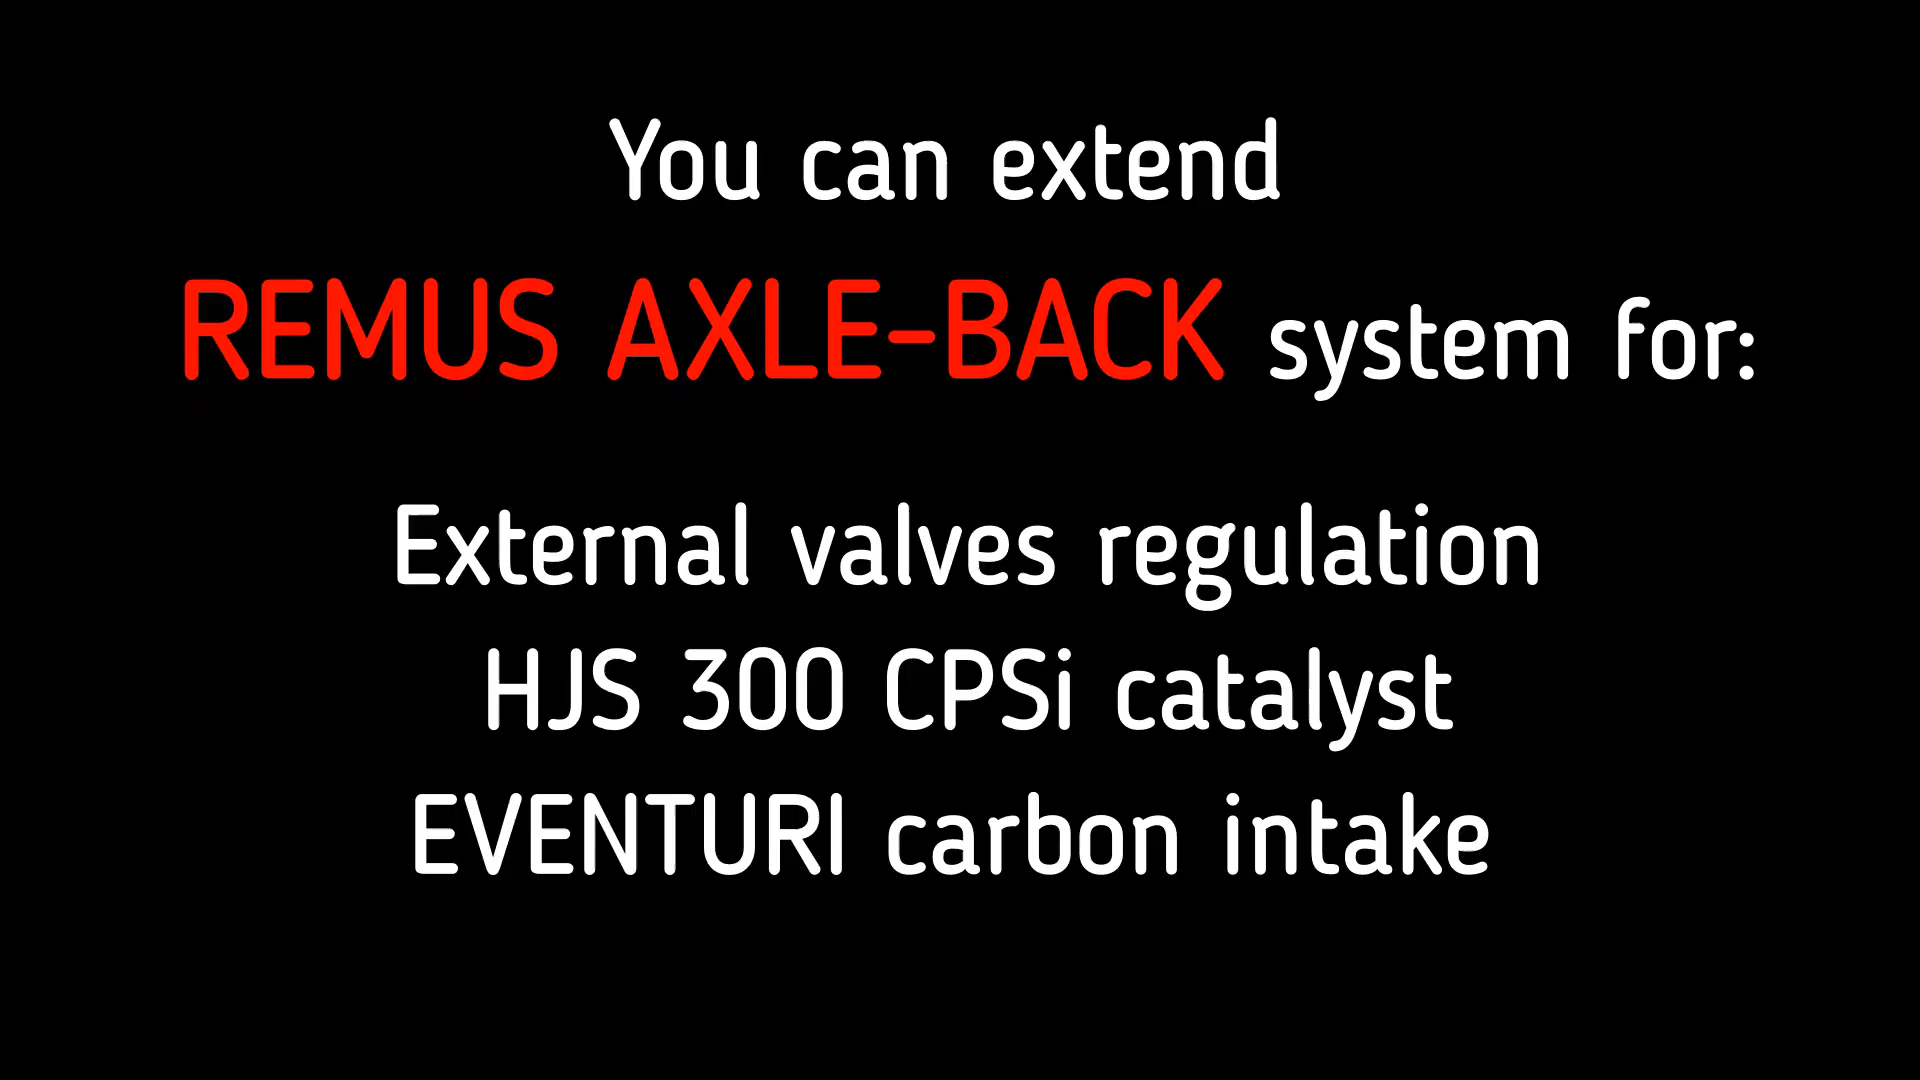 You can extend
REMUS AXLE-BACK system for:
External valves regulation
HJS 300 CPSi catalyst
EVENTURI carbon intake